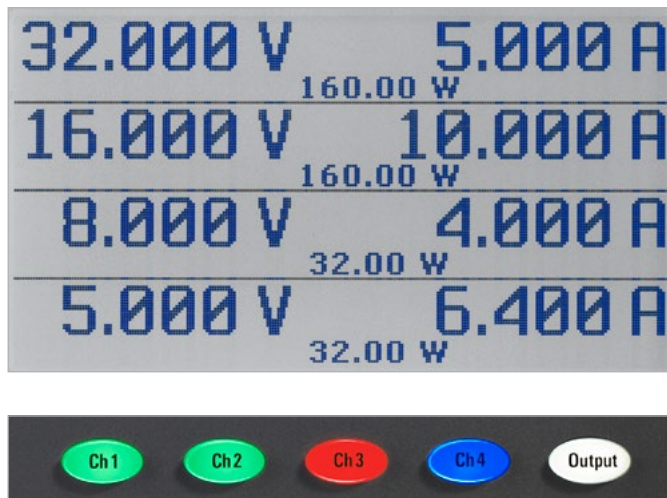 32.000 V 5.000 A
160.00 W
16.000 V 10.000 A
160.00 W
8.000 V 4.000 A
32.00 W
5.000 V 6.400 A
32.00 W
Ch1 Ch2 Ch3 Ch4 Output